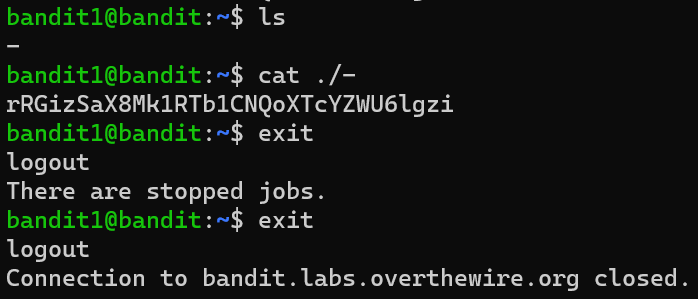 bandit1@bandit:~$ ls
-
bandit1@bandit:~$ cat ./-
rRGizSaX8Mk1RTb1CNQoXTcYZWU6lgzi
bandit1@bandit:~$ exit
logout
There are stopped jobs.
bandit1@bandit:~$ exit
logout
Connection to bandit.labs.overthewire.org closed.